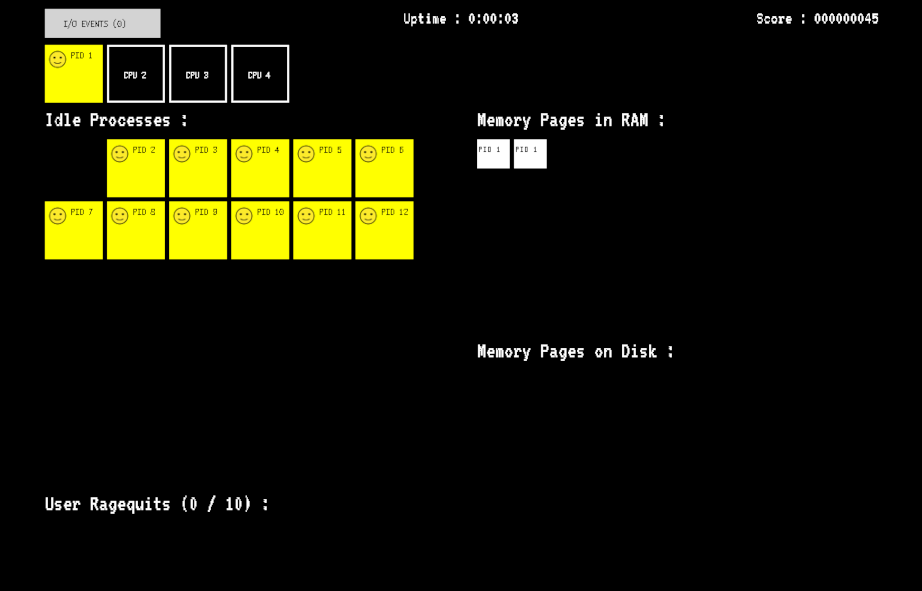 I/O EVENTS (0)
Uptime : 0:00:03
Score : 000000045
PID 1
CPU 2
CPU 3
CPU 4
Idle Processes :
PID 2
PID 3
PID 4
PID 5
PID 6
PID 7
PID 8
PID 9
PID 10
PID 11
PID 12
Memory Pages in RAM :
PID 1
PID 1
Memory Pages on Disk :
User Ragequits (0 / 10) :